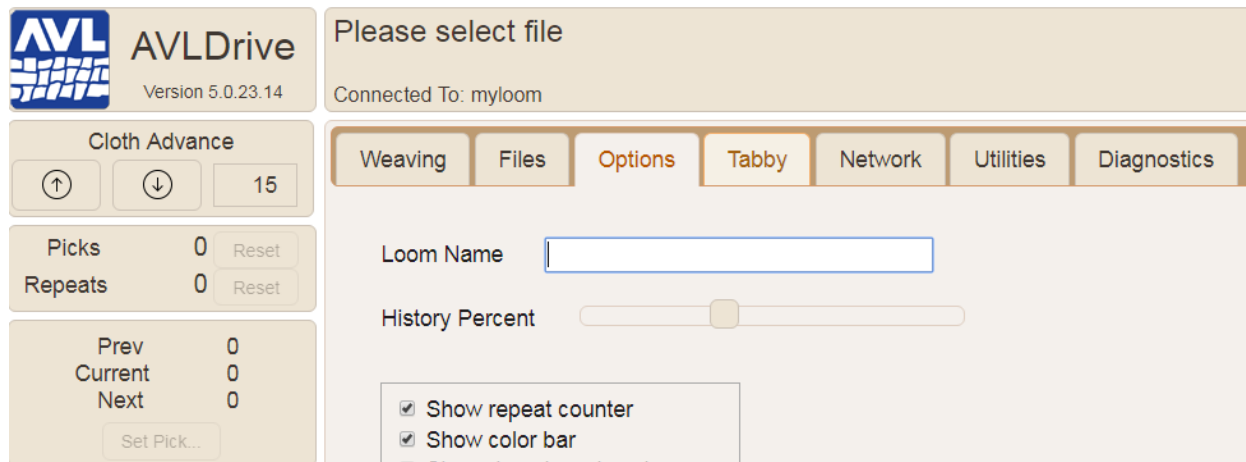 AVL
AVLDrive
Version 5.0.23.14
Please select file
Connected To: myloom
Cloth Advance
15
Picks 0 Reset
Repeats 0 Reset
Prev 0
Current 0
Next 0
Set Pick...
Weaving Files Options Tabby Network Utilities Diagnostics
Loom Name
History Percent
Show repeat counter
Show color bar